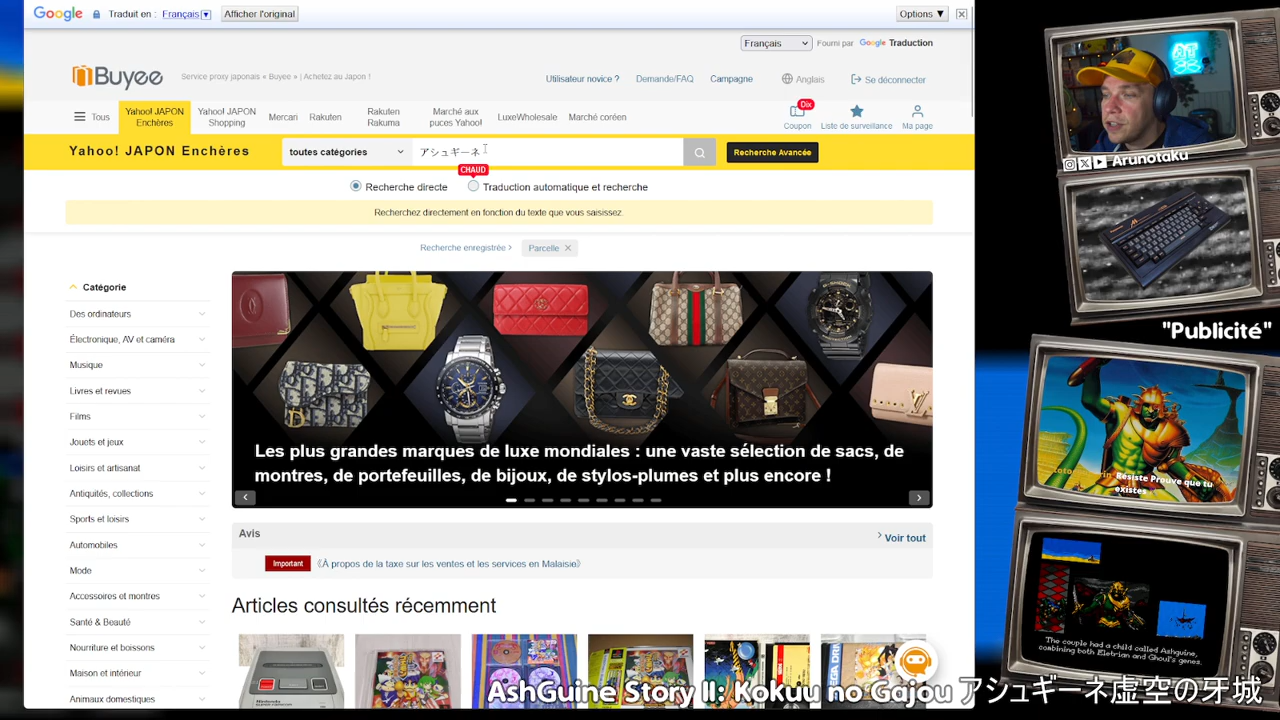 Google
Traduit en :
Français
Afficher l'original
Options ▼
Français
Fourni par Google Traduction
Buyee
Service proxy japonais « Buyee » | Achetez au Japon !
Utilisateur novice ?
Demande/FAQ
Campagne
Anglais
Se déconnecter
Tous
Yahoo! JAPON
Enchères
Yahoo! JAPON
Shopping
Mercari
Rakuten
Rakuten
Rakuma
Marché aux
puces Yahoo!
LuxeWholesale
Marché coréen
Dix
Coupon
Liste de surveillance
Ma page
Yahoo! JAPON Enchères
toutes catégories
アシュギーネ
Recherche Avancée
CHAUD
Recherche directe
Traduction automatique et recherche
Recherchez directement en fonction du texte que vous saisissez.
Recherche enregistrée >
Parcelle
Catégorie
Des ordinateurs
Électronique, AV et caméra
Musique
Livres et revues
Films
Jouets et jeux
Loisirs et artisanat
Antiquités, collections
Sports et loisirs
Automobiles
Mode
Accessoires et montres
Santé & Beauté
Nourriture et boissons
Maison et intérieur
Animaux domestiques
Les plus grandes marques de luxe mondiales : une vaste sélection de sacs, de
montres, de portefeuilles, de bijoux, de stylos-plumes et plus encore !
Avis
Voir tout
Important
《À propos de la taxe sur les ventes et les services en Malaisie》
Articles consultés récemment
Arunotaku
"Publicité"
Résiste Prouve que tu
existes
The couple had a child called Ashguine,
combining both Eletrian and Ghoul's genes.
AshGuine Story II: Kokuu no Gajou アシュギーネ虚空の牙城